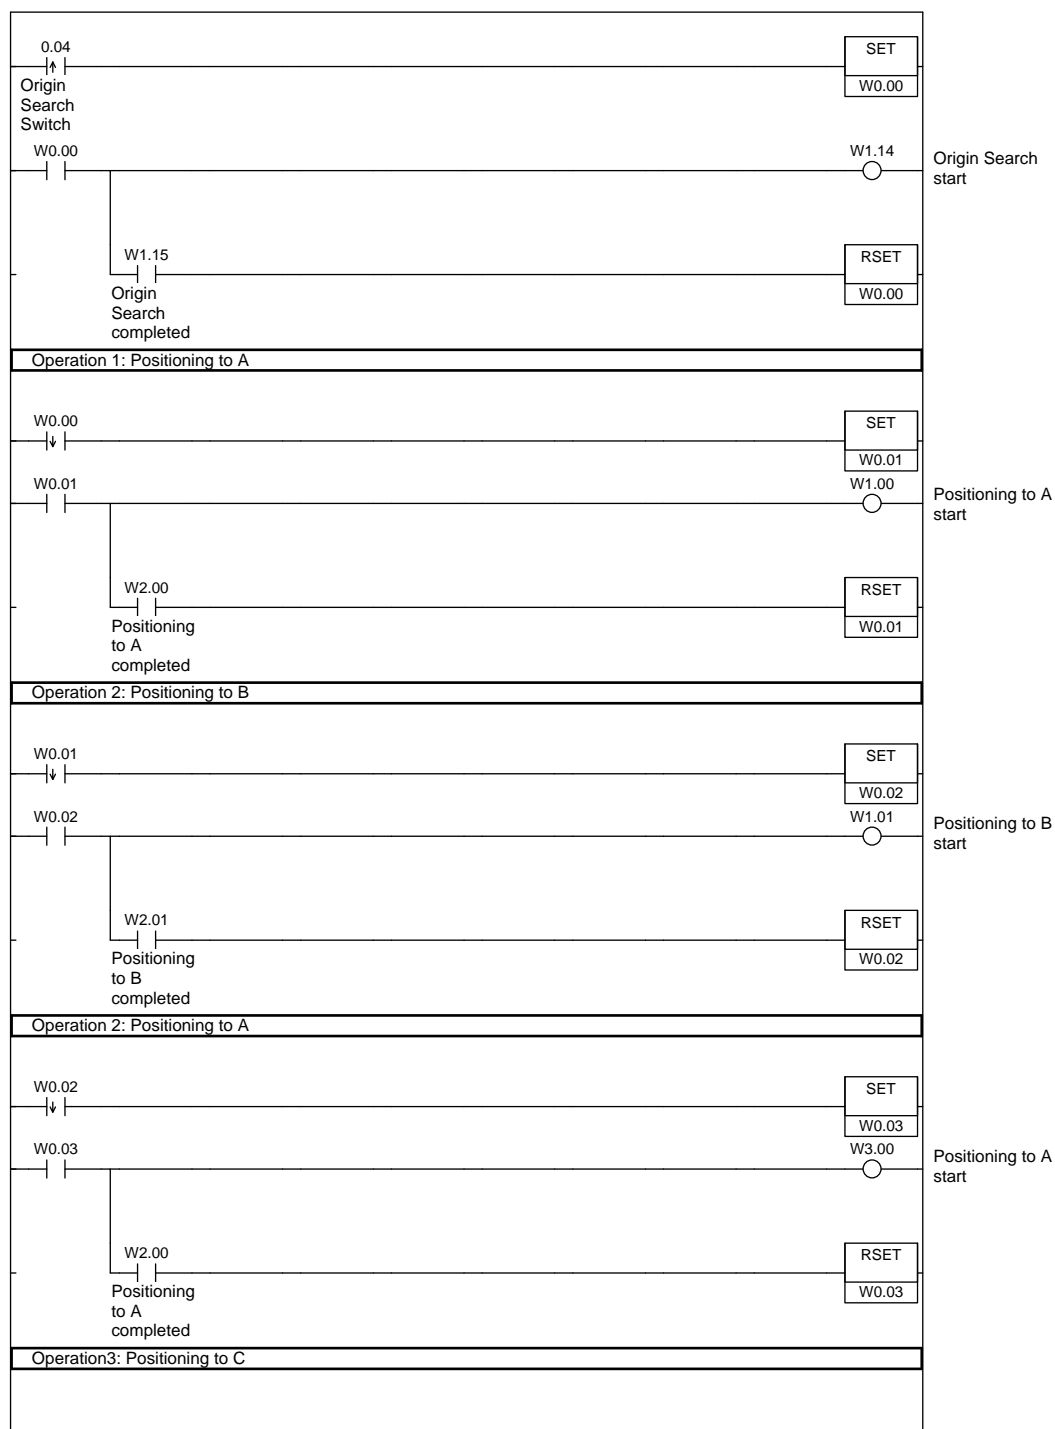 0.04
SET
Origin
Search
Switch
W0.00
W0.00
W1.14
Origin Search
start
W1.15
RSET
Origin
Search
completed
W0.00
Operation 1: Positioning to A
W0.00
SET
W0.01
W0.01
W1.00
Positioning to A
start
W2.00
RSET
Positioning
to A
completed
W0.01
Operation 2: Positioning to B
W0.01
SET
W0.02
W0.02
W1.01
Positioning to B
start
W2.01
RSET
Positioning
to B
completed
W0.02
Operation 2: Positioning to A
W0.02
SET
W0.03
W0.03
W3.00
Positioning to A
start
W2.00
RSET
Positioning
to A
completed
W0.03
Operation3: Positioning to C